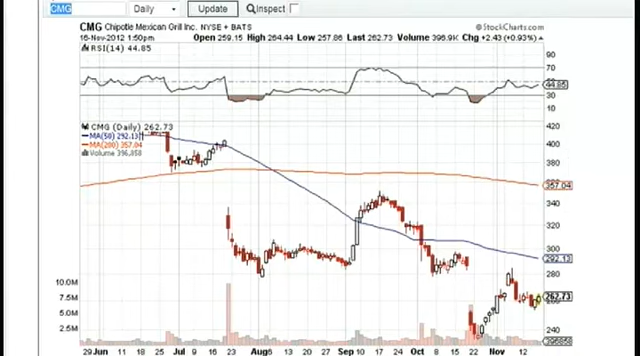 CMG Daily Update Inspect
CMG Chipotle Mexican Grill Inc. NYSE + BATS © StockCharts.com
16-Nov-2012 1:50pm Open 259.15 High 264.44 Low 257.86 Last 262.73 Volume 396.9K Chg +2.43 (+0.93%)
RSI(14) 44.85
90
70
50
44.85
30
10
CMG (Daily) 262.73
MA(50) 292.13
MA(200) 357.04
Volume 396,858
420
400
380
360
357.04
340
320
300
292.13
280
262.73
260
240
10.0M
7.5M
5.0M
2.5M
396858
29 Jun 11 18 25 Jul 9 16 23 Aug 6 13 20 27 Sep 10 17 24 Oct 8 15 22 Nov 12